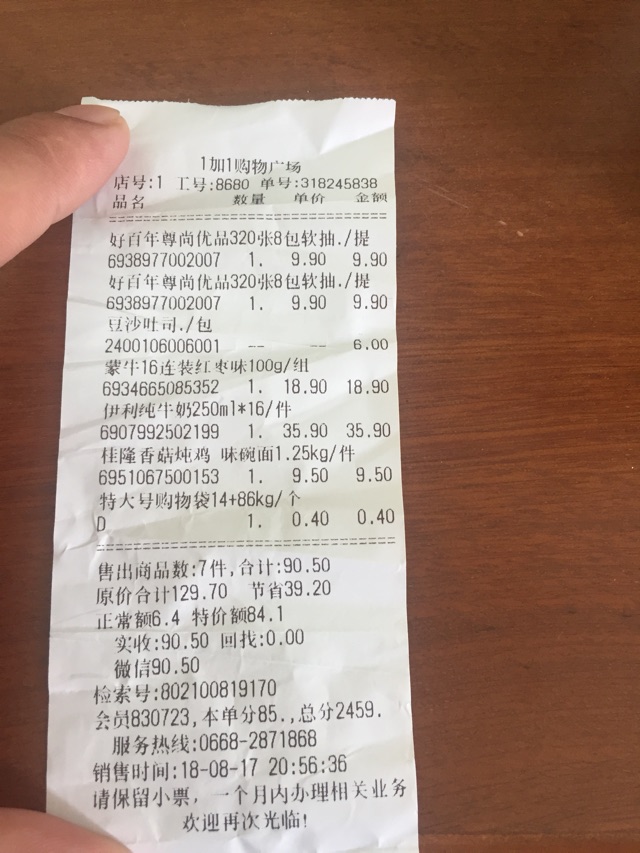 1加1购物广场
店号:1 工号:8680 单号:318245838
品名 数量 单价 金额
==========================================
好百年尊尚优品320张8包软抽./提
6938977002007 1. 9.90 9.90
好百年尊尚优品320张8包软抽./提
6938977002007 1. 9.90 9.90
豆沙吐司./包
2400106006001 -- -- 6.00
蒙牛16连装红枣味100g/组
6934665085352 1. 18.90 18.90
伊利纯牛奶250ml*16/件
6907992502199 1. 35.90 35.90
桂隆香菇炖鸡 味碗面1.25kg/件
6951067500153 1. 9.50 9.50
特大号购物袋14+86kg/个
D 1. 0.40 0.40
==========================================
售出商品数:7件,合计:90.50
原价合计129.70 节省39.20
正常额6.4 特价额84.1
实收:90.50 回找:0.00
微信90.50
检索号:802100819170
会员830723,本单分85.,总分2459.
服务热线:0668-2871868
销售时间:18-08-17 20:56:36
请保留小票，一个月内办理相关业务
欢迎再次光临!